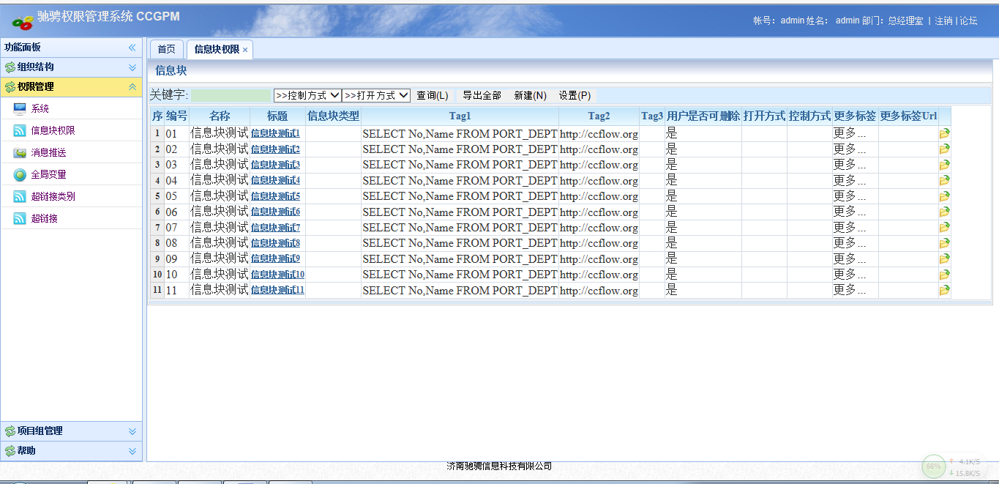 驰骋权限管理系统 CCGPM
帐号： admin 姓名： admin 部门： 总经理室 | 注销 | 论坛
功能面板
组织结构
权限管理
系统
信息块权限
消息推送
全局变量
超链接类别
超链接
项目组管理
帮助
首页 信息块权限 ×
信息块
关键字: >>控制方式 >>打开方式 查询(L) 导出全部 新建(N) 设置(P)
序 编号 名称 标题 信息块类型 Tag1 Tag2 Tag3 用户是否可删除 打开方式 控制方式 更多标签 更多标签Url
1 01 信息块测试 信息块测试1 SELECT No,Name FROM PORT_DEPT http://ccflow.org 是 更多...
2 02 信息块测试 信息块测试2 SELECT No,Name FROM PORT_DEPT http://ccflow.org 是 更多...
3 03 信息块测试 信息块测试3 SELECT No,Name FROM PORT_DEPT http://ccflow.org 是 更多...
4 04 信息块测试 信息块测试4 SELECT No,Name FROM PORT_DEPT http://ccflow.org 是 更多...
5 05 信息块测试 信息块测试5 SELECT No,Name FROM PORT_DEPT http://ccflow.org 是 更多...
6 06 信息块测试 信息块测试6 SELECT No,Name FROM PORT_DEPT http://ccflow.org 是 更多...
7 07 信息块测试 信息块测试7 SELECT No,Name FROM PORT_DEPT http://ccflow.org 是 更多...
8 08 信息块测试 信息块测试8 SELECT No,Name FROM PORT_DEPT http://ccflow.org 是 更多...
9 09 信息块测试 信息块测试9 SELECT No,Name FROM PORT_DEPT http://ccflow.org 是 更多...
10 10 信息块测试 信息块测试10 SELECT No,Name FROM PORT_DEPT http://ccflow.org 是 更多...
11 11 信息块测试 信息块测试11 SELECT No,Name FROM PORT_DEPT http://ccflow.org 是 更多...
济南驰骋信息科技有限公司
68%
↑ 4.1K/S
↓ 15.8K/S